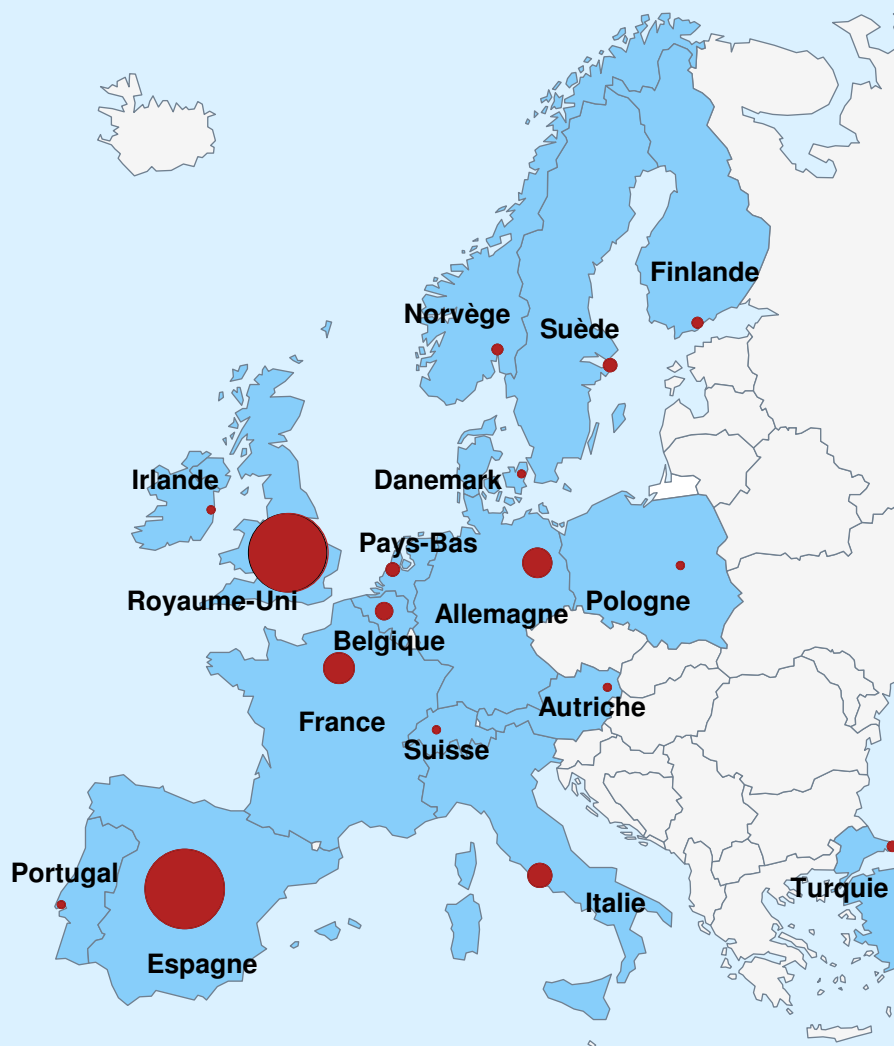 Finlande
Norvège
Suède
Irlande
Danemark
Pays-Bas
Royaume-Uni
Allemagne
Pologne
Belgique
Autriche
France
Suisse
Portugal
Turquie
Italie
Espagne